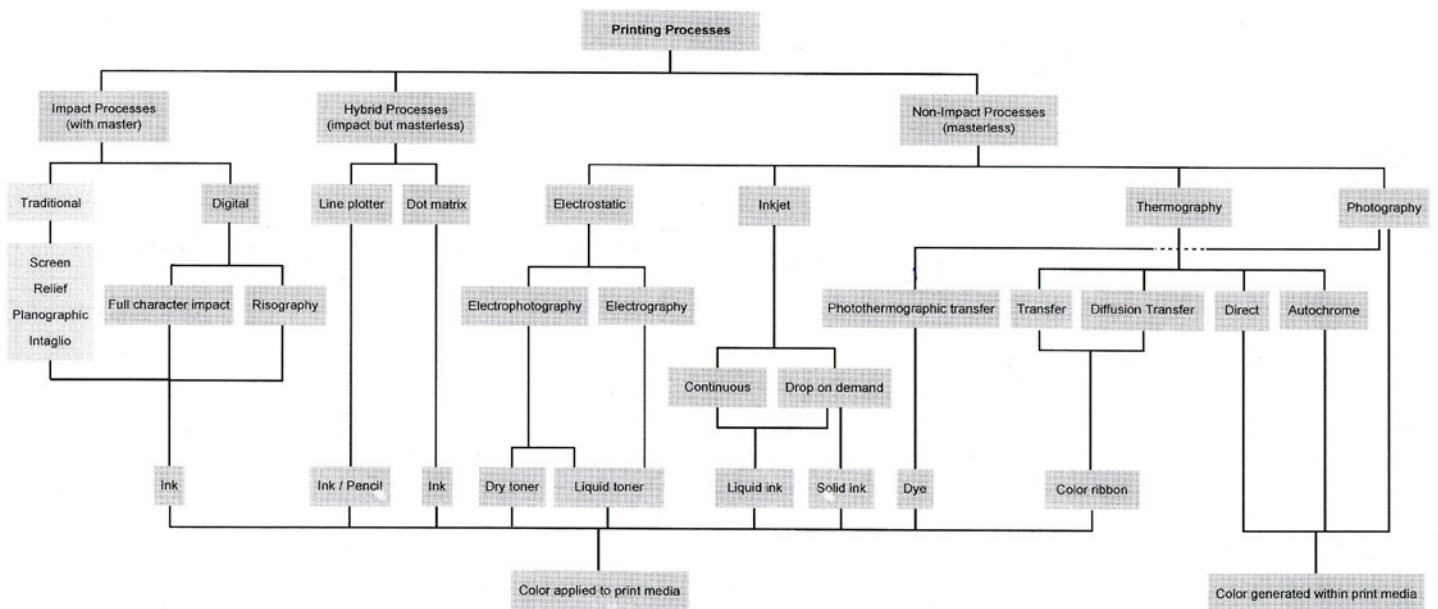 Printing Processes
Impact Processes
(with master)
Hybrid Processes
(impact but masterless)
Non-Impact Processes
(masterless)
Traditional
Digital
Line plotter
Dot matrix
Electrostatic
Inkjet
Thermography
Photography
Screen
Relief
Planographic
Intaglio
Full character impact
Risography
Electrophotography
Electrography
Photothermographic transfer
Transfer
Diffusion Transfer
Direct
Autochrome
Continuous
Drop on demand
Ink
Ink / Pencil
Ink
Dry toner
Liquid toner
Liquid ink
Solid ink
Dye
Color ribbon
Color applied to print media
Color generated within print media